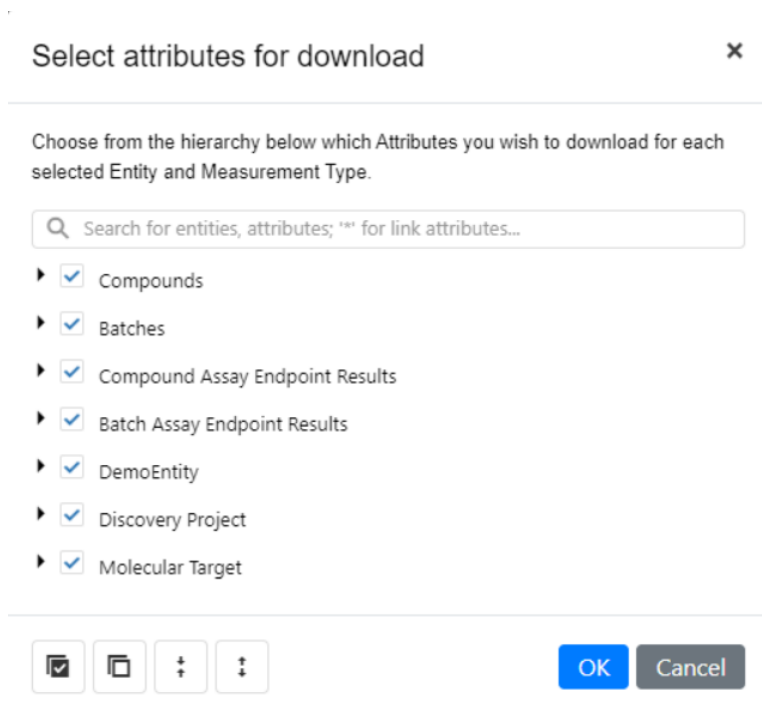 Select attributes for download
Choose from the hierarchy below which Attributes you wish to download for each
selected Entity and Measurement Type.
Search for entities, attributes; '*' for link attributes...
Compounds
Batches
Compound Assay Endpoint Results
Batch Assay Endpoint Results
DemoEntity
Discovery Project
Molecular Target
OK Cancel